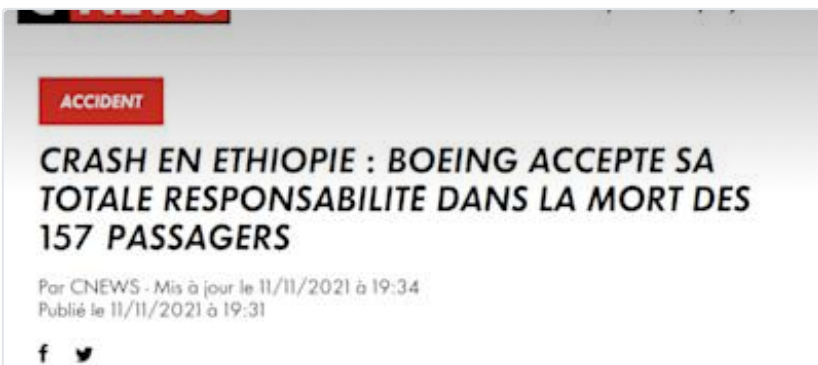 ACCIDENT
CRASH EN ETHIOPIE : BOEING ACCEPTE SA
TOTALE RESPONSABILITE DANS LA MORT DES
157 PASSAGERS
Par CNEWS - Mis à jour le 11/11/2021 à 19:34
Publié le 11/11/2021 à 19:31